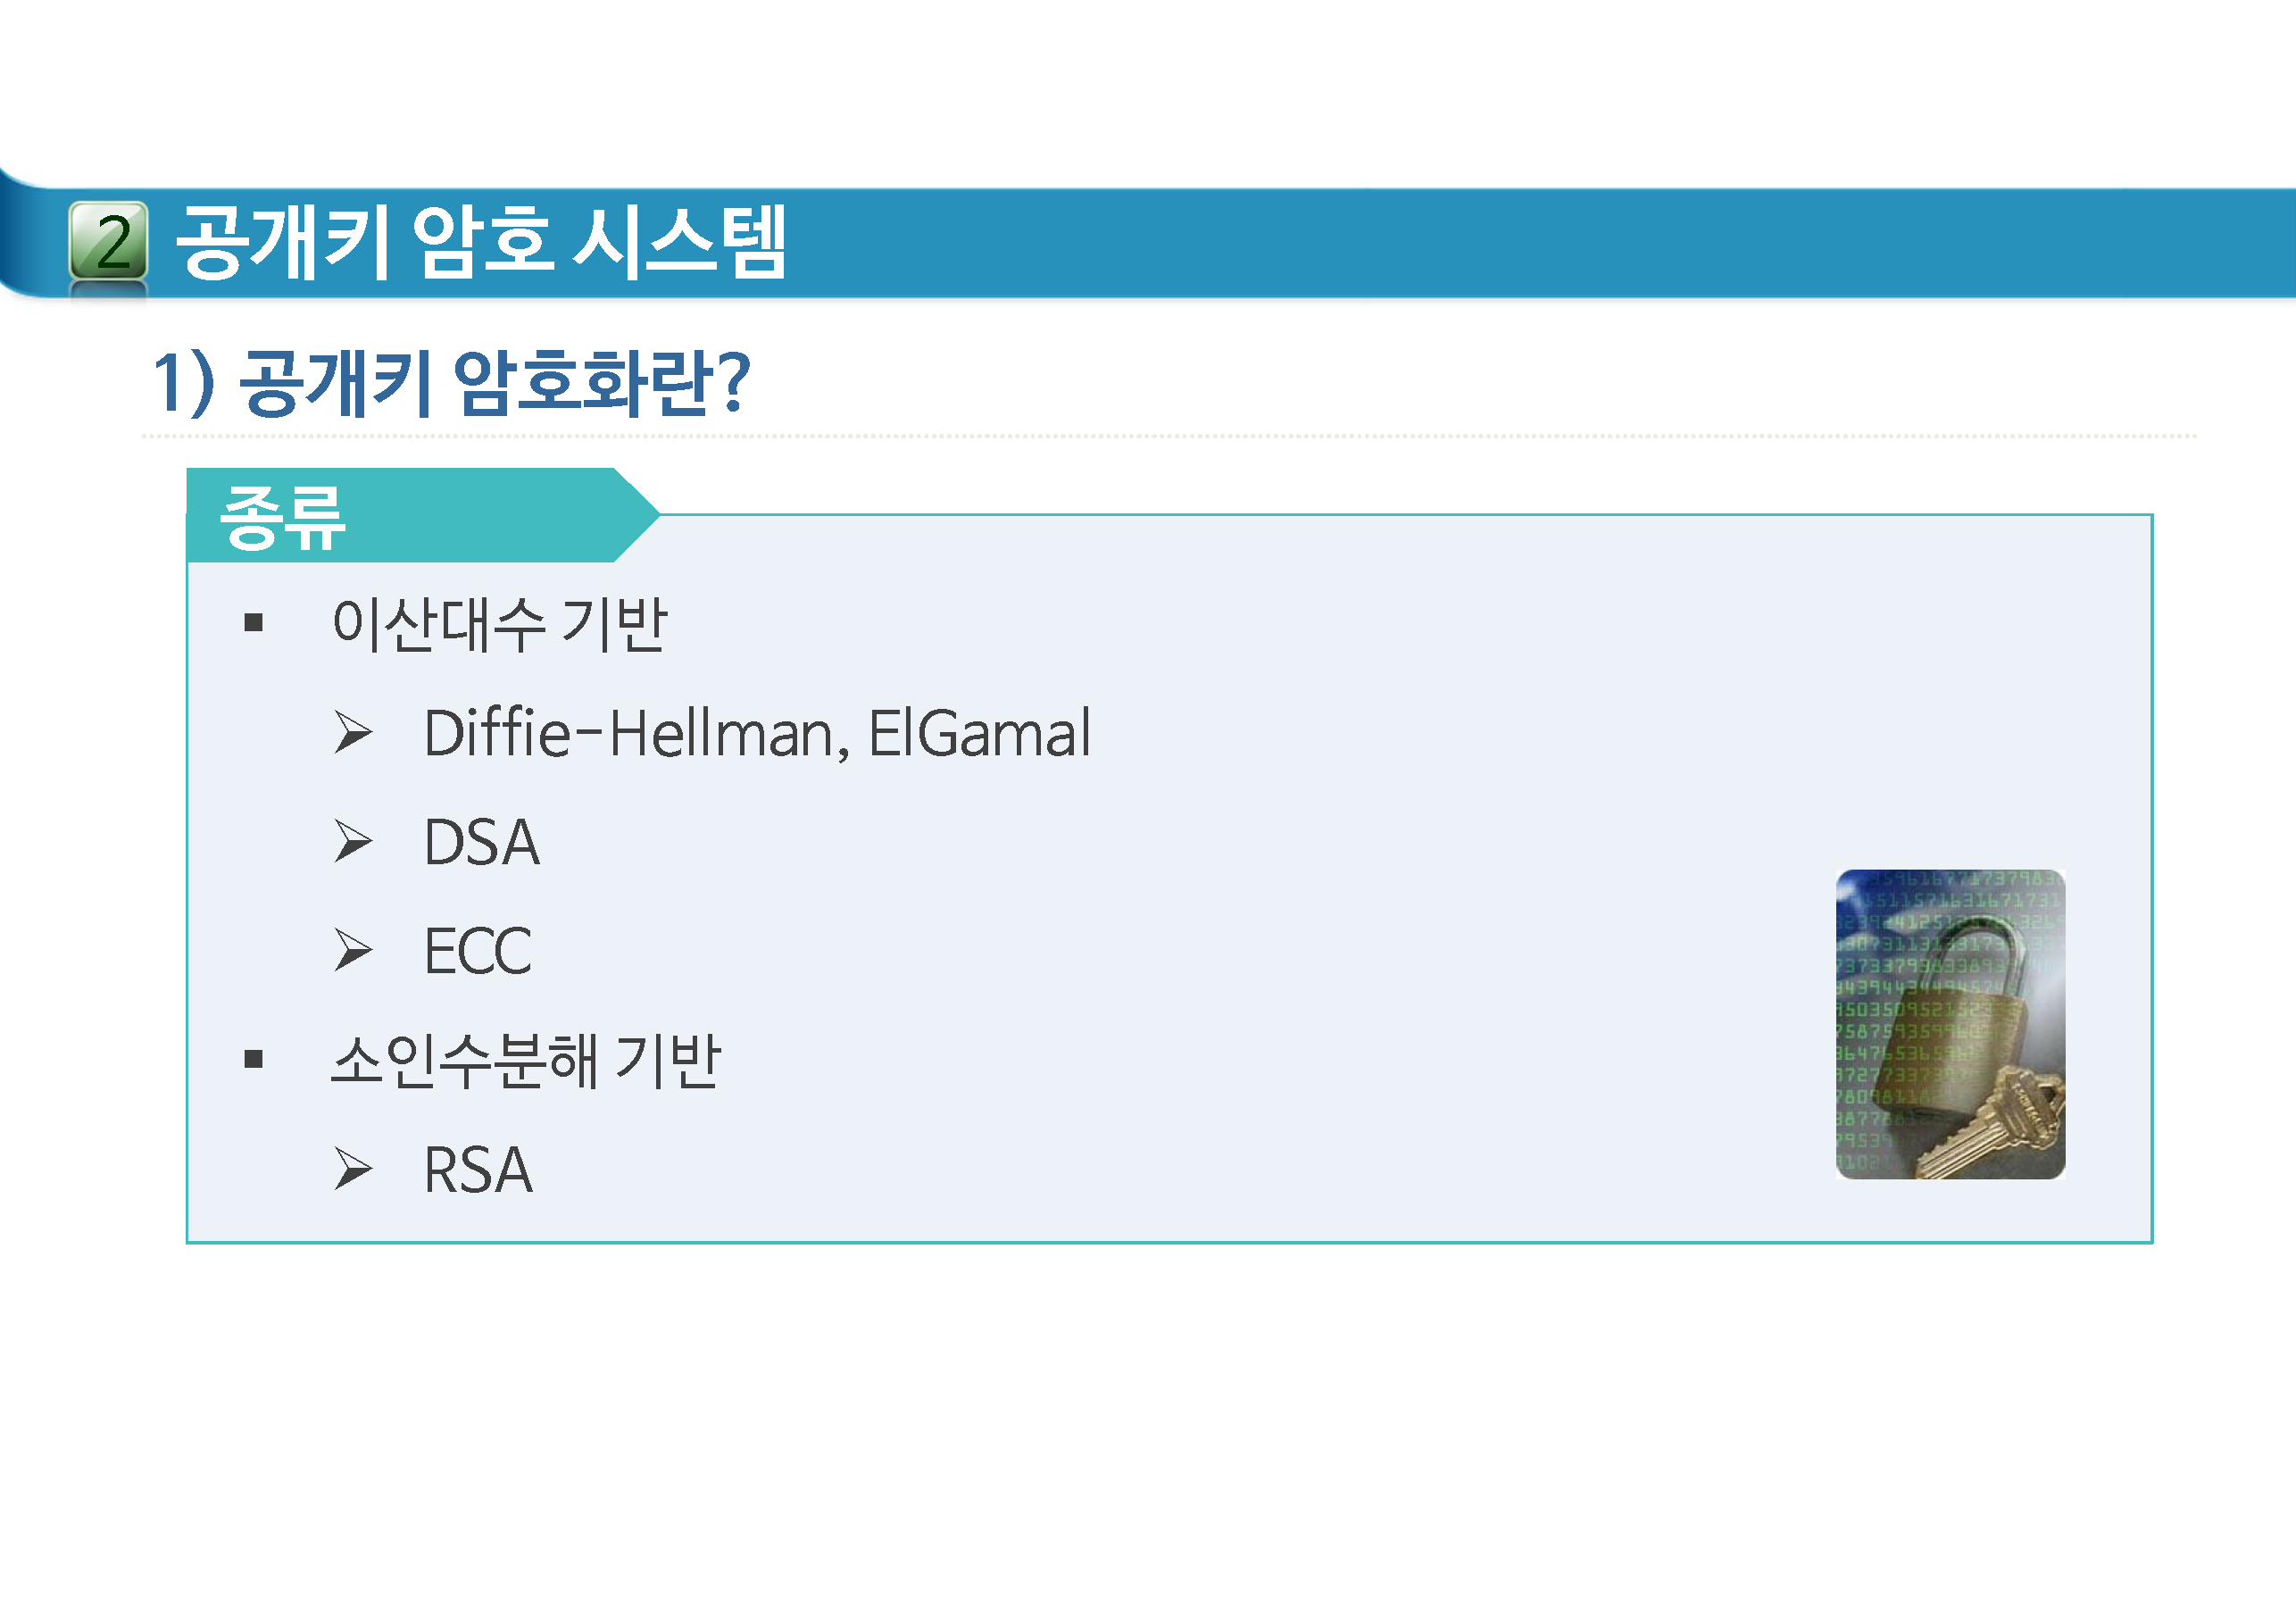 2 공개키 암호 시스템
1) 공개키 암호화란?
종류
▪ 이산대수 기반
➢ Diffie-Hellman, ElGamal
➢ DSA
➢ ECC
▪ 소인수분해 기반
➢ RSA